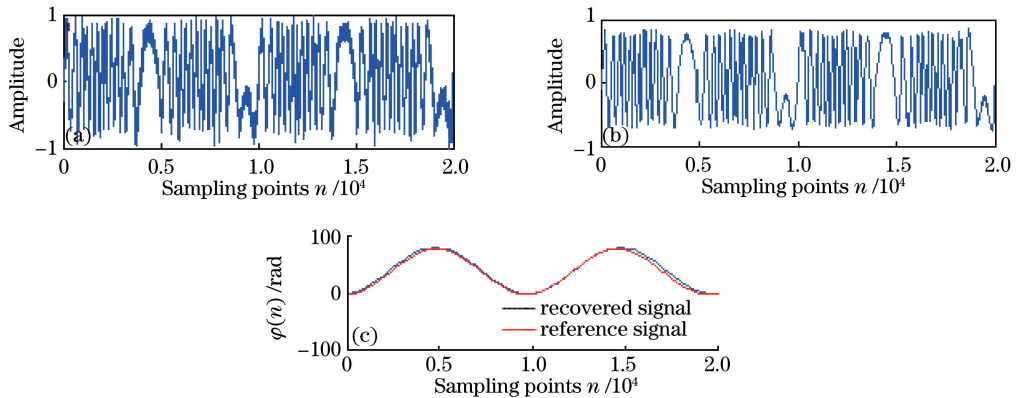 1
0
−1
Amplitude
(a)
0
0.5
1.0
1.5
2.0
Sampling points n /10⁴
1
0
−1
Amplitude
(b)
0
0.5
1.0
1.5
2.0
Sampling points n /10⁴
100
0
−100
φ(n) /rad
(c)
recovered signal
reference signal
0
0.5
1.0
1.5
2.0
Sampling points n /10⁴